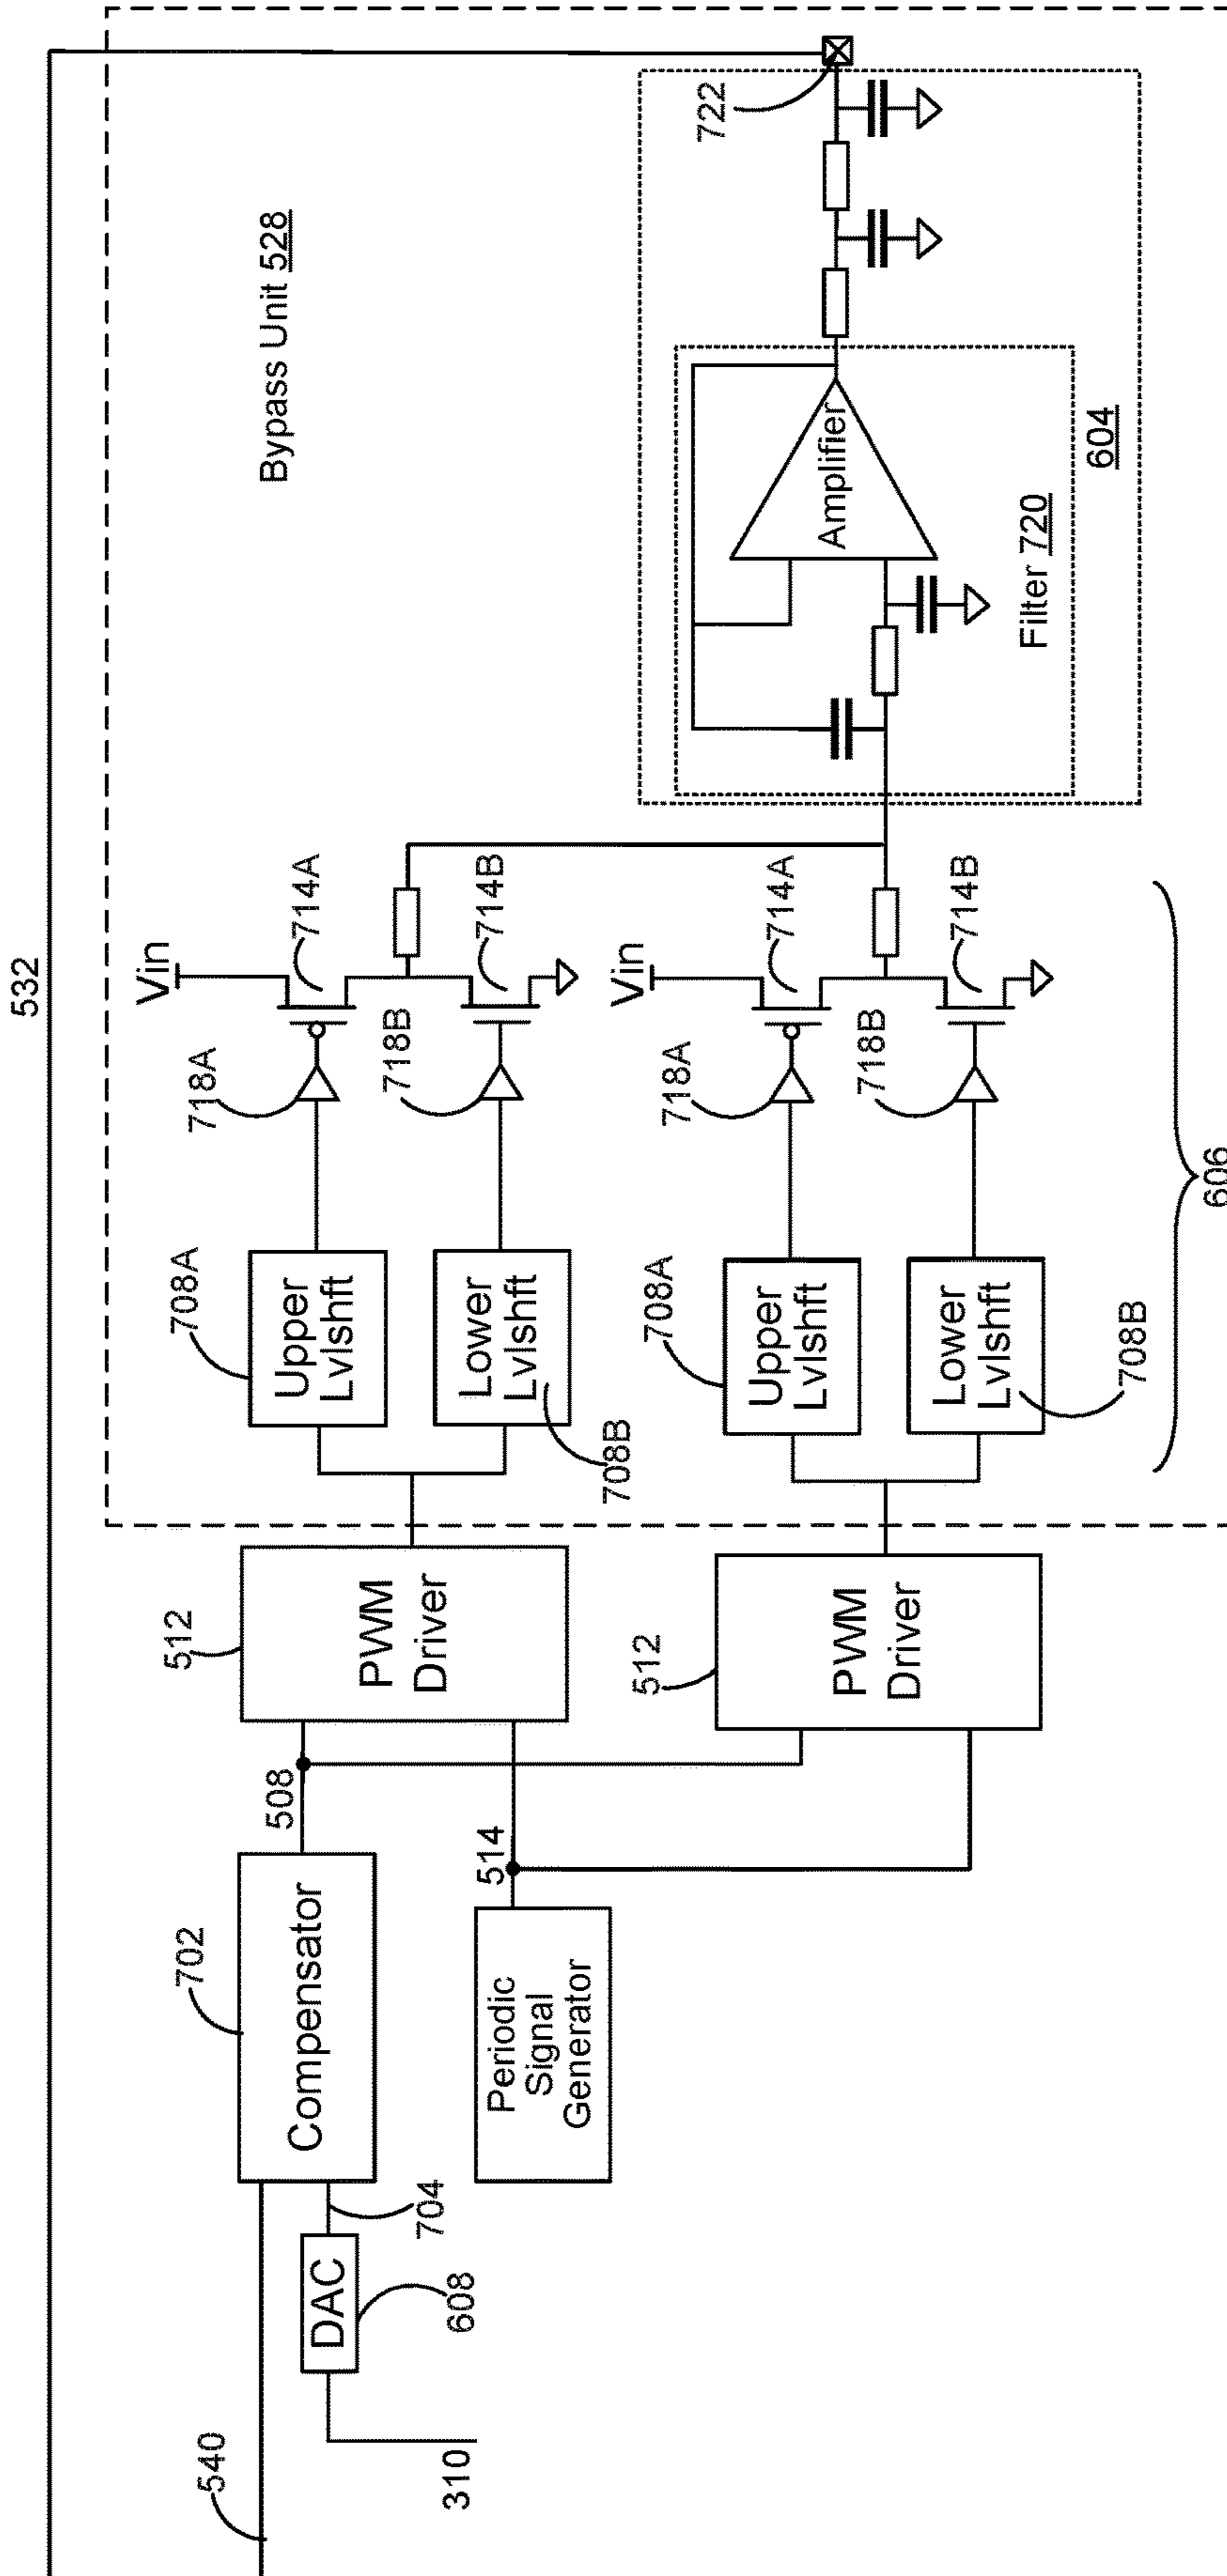 532
Bypass Unit 528
722
Vin
714A
714B
718A
718B
Amplifier
Filter 720
604
708A
Upper
Lvlshft
Lower
Lvlshft
708B
Vin
714A
714B
718A
718B
708A
Upper
Lvlshft
Lower
Lvlshft
708B
606
512
PWM
Driver
512
PWM
Driver
508
514
702
Compensator
Periodic
Signal
Generator
704
DAC
608
540
310